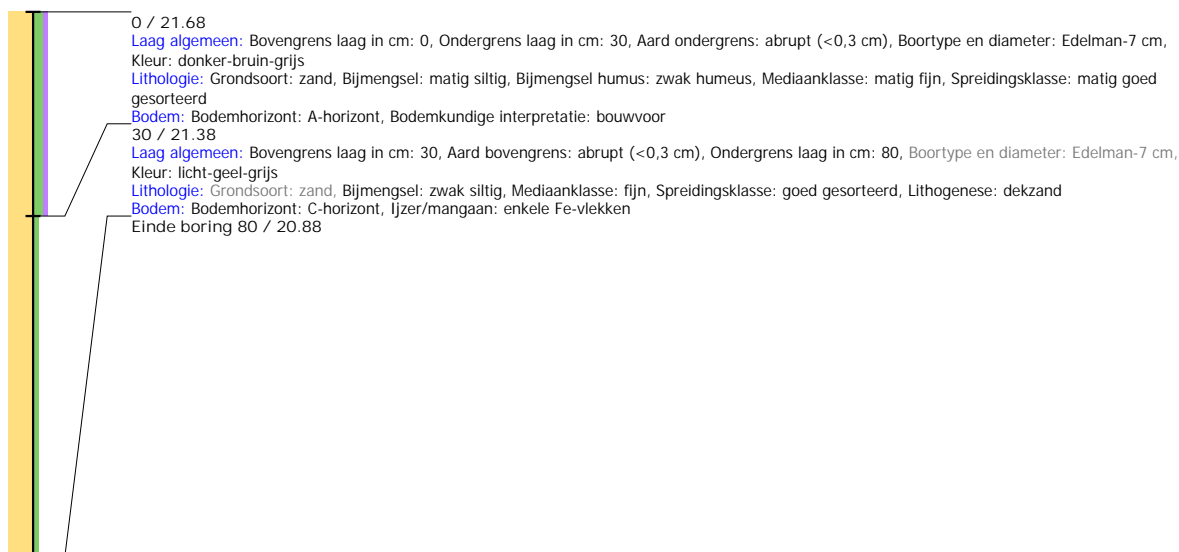 0 / 21.68
Laag algemeen: Bovengrens laag in cm: 0, Ondergrens laag in cm: 30, Aard ondergrens: abrupt (<0,3 cm), Boortype en diameter: Edelman-7 cm,
Kleur: donker-bruin-grijs
Lithologie: Grondsoort: zand, Bijmengsel: matig siltig, Bijmengsel humus: zwak humeus, Mediaanklasse: matig fijn, Spreidingsklasse: matig goed
gesorteerd
Bodem: Bodemhorizont: A-horizont, Bodemkundige interpretatie: bouwvoor
30 / 21.38
Laag algemeen: Bovengrens laag in cm: 30, Aard bovengrens: abrupt (<0,3 cm), Ondergrens laag in cm: 80, Boortype en diameter: Edelman-7 cm,
Kleur: licht-geel-grijs
Lithologie: Grondsoort: zand, Bijmengsel: zwak siltig, Mediaanklasse: fijn, Spreidingsklasse: goed gesorteerd, Lithogenese: dekzand
Bodem: Bodemhorizont: C-horizont, Ijzer/mangaan: enkele Fe-vlekken
Einde boring 80 / 20.88